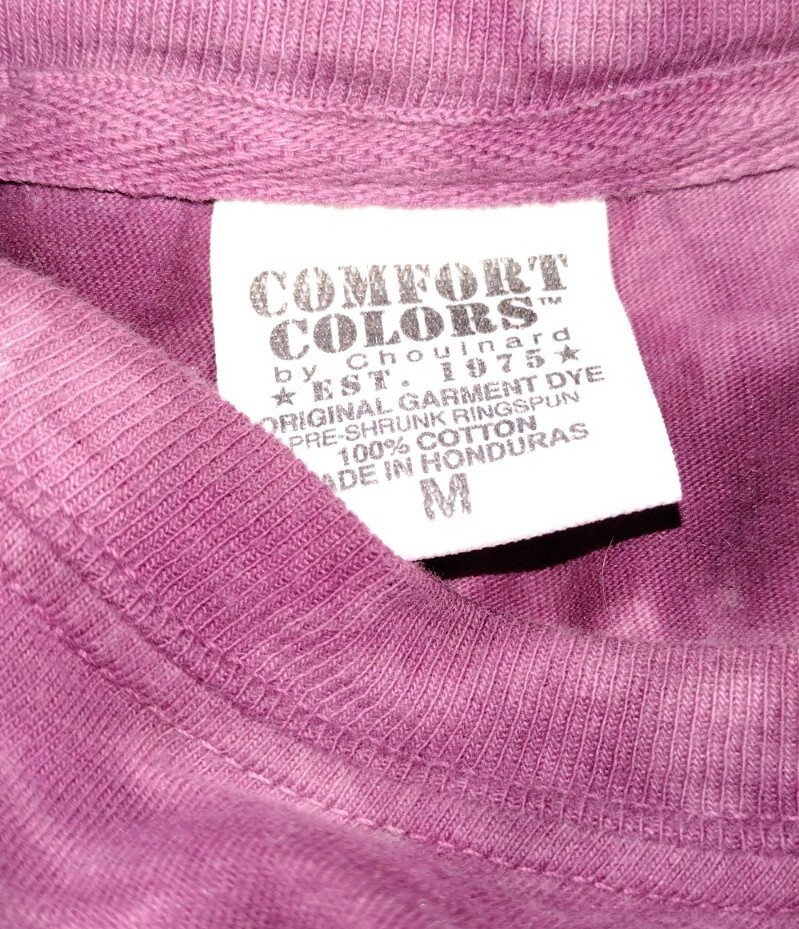 COMFORT
COLORS™
by Chouinard
★ EST. 1975 ★
ORIGINAL GARMENT DYE
PRE-SHRUNK RINGSPUN
100% COTTON
ADE IN HONDURAS
M